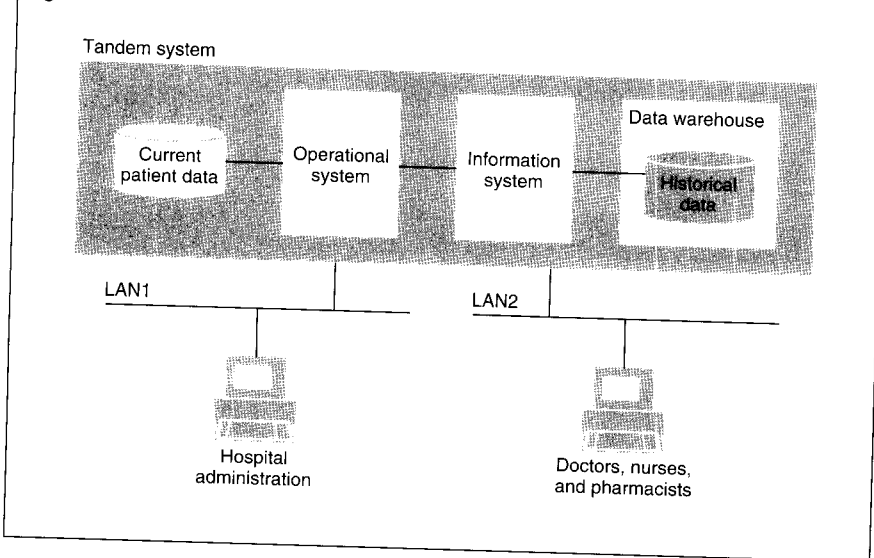 Tandem system
Current
patient data
Operational
system
Information
system
Data warehouse
Historical
data
LAN1
LAN2
Hospital
administration
Doctors, nurses,
and pharmacists